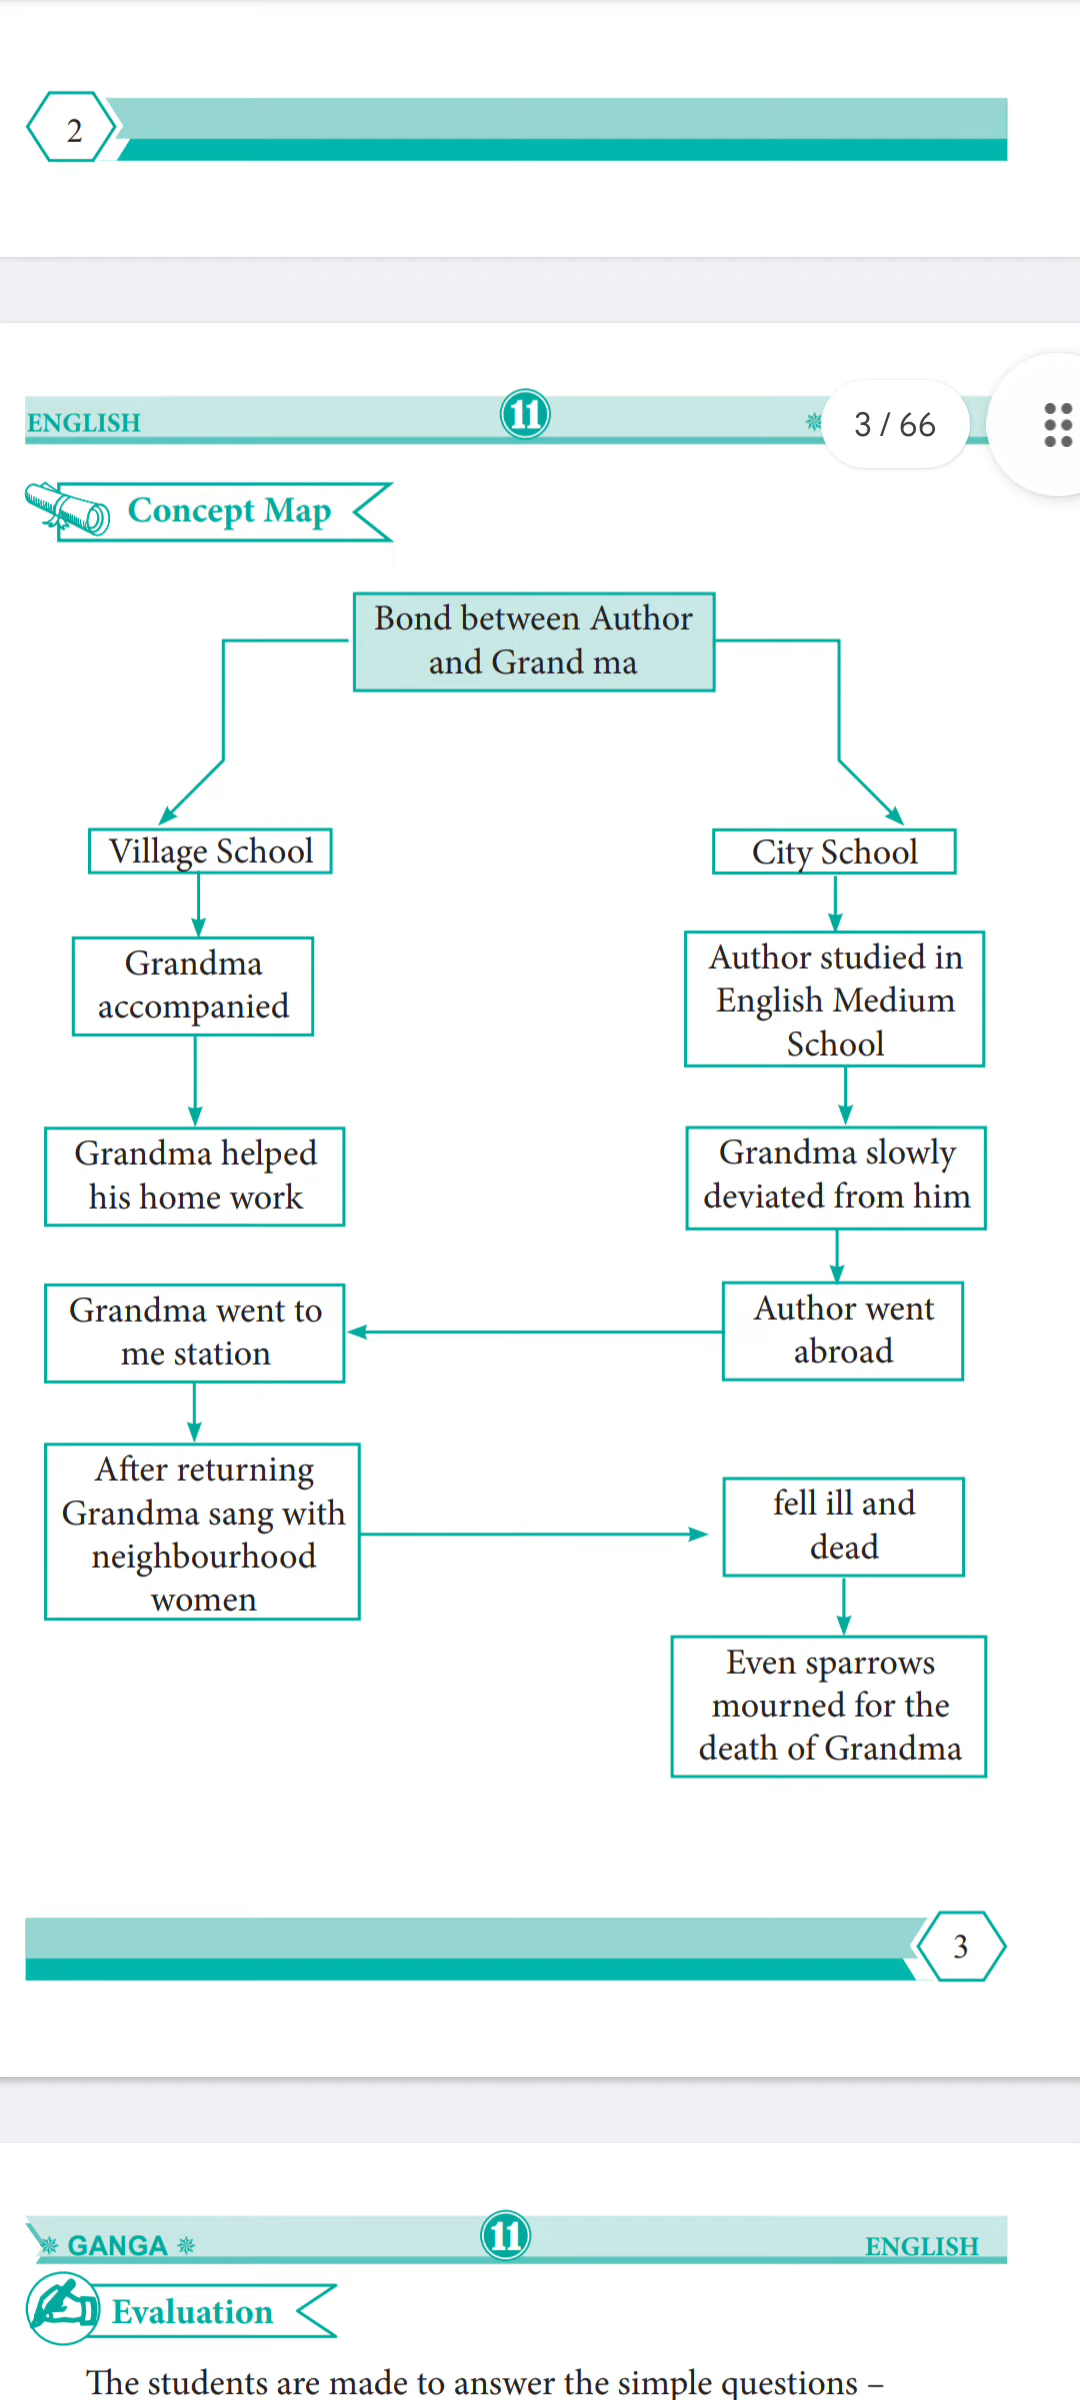 2
ENGLISH
11
3 / 66
Concept Map
Bond between Author
and Grand ma
Village School
City School
Grandma
accompanied
Author studied in
English Medium
School
Grandma helped
his home work
Grandma slowly
deviated from him
Grandma went to
me station
Author went
abroad
After returning
Grandma sang with
neighbourhood
women
fell ill and
dead
Even sparrows
mourned for the
death of Grandma
3
GANGA
11
ENGLISH
Evaluation
The students are made to answer the simple questions –